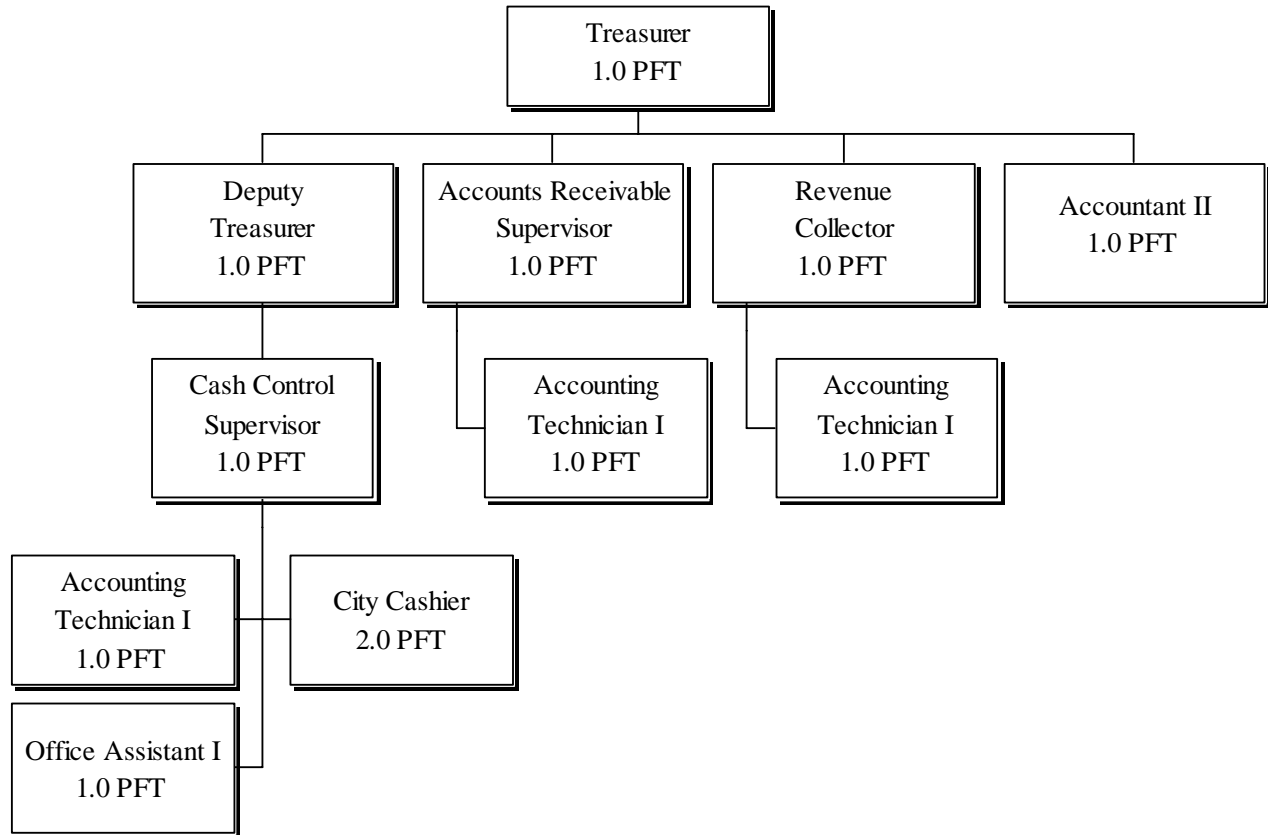 Treasurer
1.0 PFT
Deputy
Treasurer
1.0 PFT
Accounts Receivable
Supervisor
1.0 PFT
Revenue
Collector
1.0 PFT
Accountant II
1.0 PFT
Cash Control
Supervisor
1.0 PFT
Accounting
Technician I
1.0 PFT
Accounting
Technician I
1.0 PFT
Accounting
Technician I
1.0 PFT
City Cashier
2.0 PFT
Office Assistant I
1.0 PFT